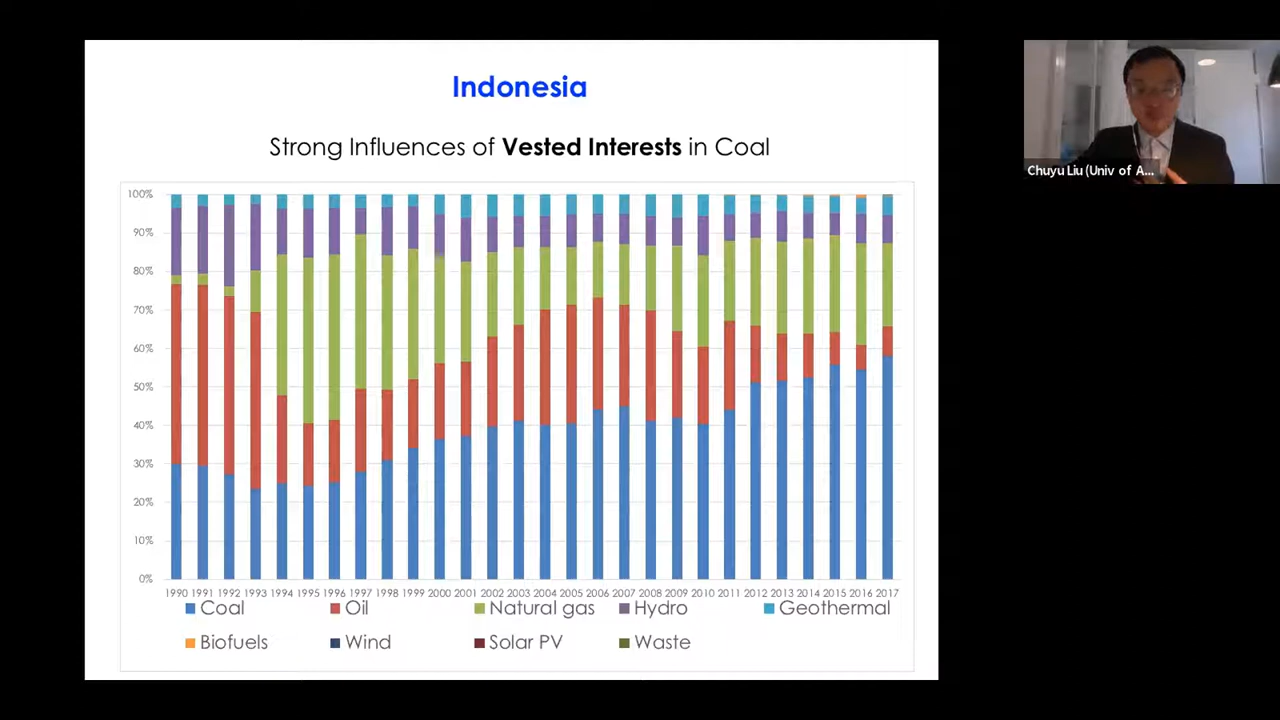 Indonesia
Strong Influences of Vested Interests in Coal
100%
90%
80%
70%
60%
50%
40%
30%
20%
10%
0%
1990 1991 1992 1993 1994 1995 1996 1997 1998 1999 2000 2001 2002 2003 2004 2005 2006 2007 2008 2009 2010 2011 2012 2013 2014 2015 2016 2017
Coal Oil Natural gas Hydro Geothermal
Biofuels Wind Solar PV Waste
Chuyu Liu (Univ of A...